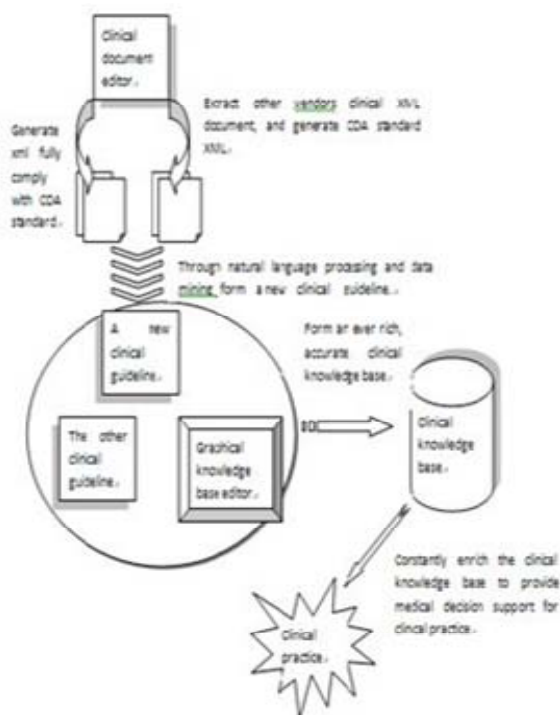 Clinical
document
editor.
Extract other vendors clinical XML
document, and generate CDA standard
XML.
Generate
xml fully
comply
with CDA
standard.
Through natural language processing and data
mining form a new clinical guideline.
A new
clinical
guideline.
Form an ever rich,
accurate clinical
knowledge base.
The other
clinical
guideline.
Graphical
knowledge
base editor.
Clinical
knowledge
base.
Constantly enrich the clinical
knowledge base to provide
medical decision support for
clinical practice.
Clinical
practice.